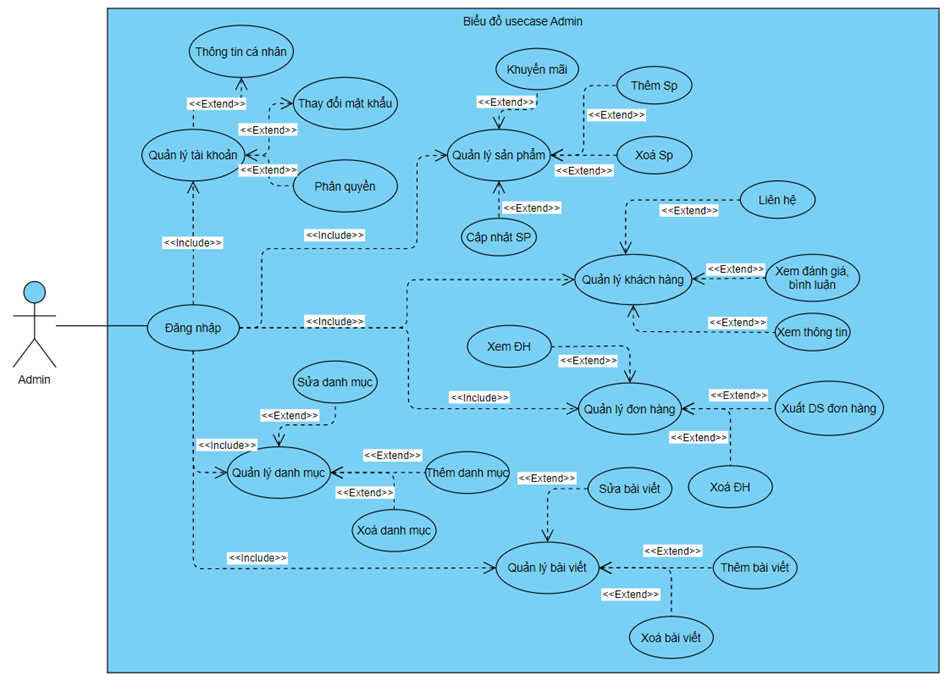 Biểu đồ usecase Admin
Thông tin cá nhân
Khuyến mãi
Thêm Sp
<<Extend>>
Thay đổi mật khẩu
<<Extend>>
<<Extend>>
<<Extend>>
Quản lý tài khoản
Quản lý sản phẩm
Xoá Sp
<<Extend>>
<<Extend>>
Phân quyền
Liên hệ
<<Extend>>
<<Extend>>
<<Include>>
<<Include>>
Cập nhật SP
Xem đánh giá,
bình luận
<<Extend>>
Quản lý khách hàng
<<Include>>
<<Extend>>
Đăng nhập
Xem thông tin
Xem ĐH
<<Extend>>
Admin
Sửa danh mục
<<Include>>
<<Extend>>
<<Extend>>
Quản lý đơn hàng
Xuất DS đơn hàng
<<Extend>>
<<Include>>
<<Extend>>
Quản lý danh mục
Thêm danh mục
<<Extend>>
<<Extend>>
Sửa bài viết
Xoá ĐH
Xoá danh mục
<<Include>>
<<Extend>>
Quản lý bài viết
Thêm bài viết
<<Extend>>
Xoá bài viết